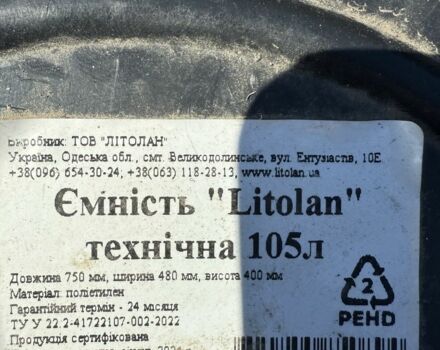 Виробник: ТОВ "ЛІТОЛАН"
Україна, Одеська обл., смт. Великодолинське, вул. Ентузіастів, 10Е
+38(096) 654-30-24; +38(063) 118-28-13, www.litolan.ua
Ємність "Litolan"
технічна 105л
Довжина 750 мм, ширина 480 мм, висота 400 мм
Матеріал: поліетилен
Гарантійний термін - 24 місяця
ТУ У 22.2-41722107-002-2022
Продукція сертифікована
2
PEHD